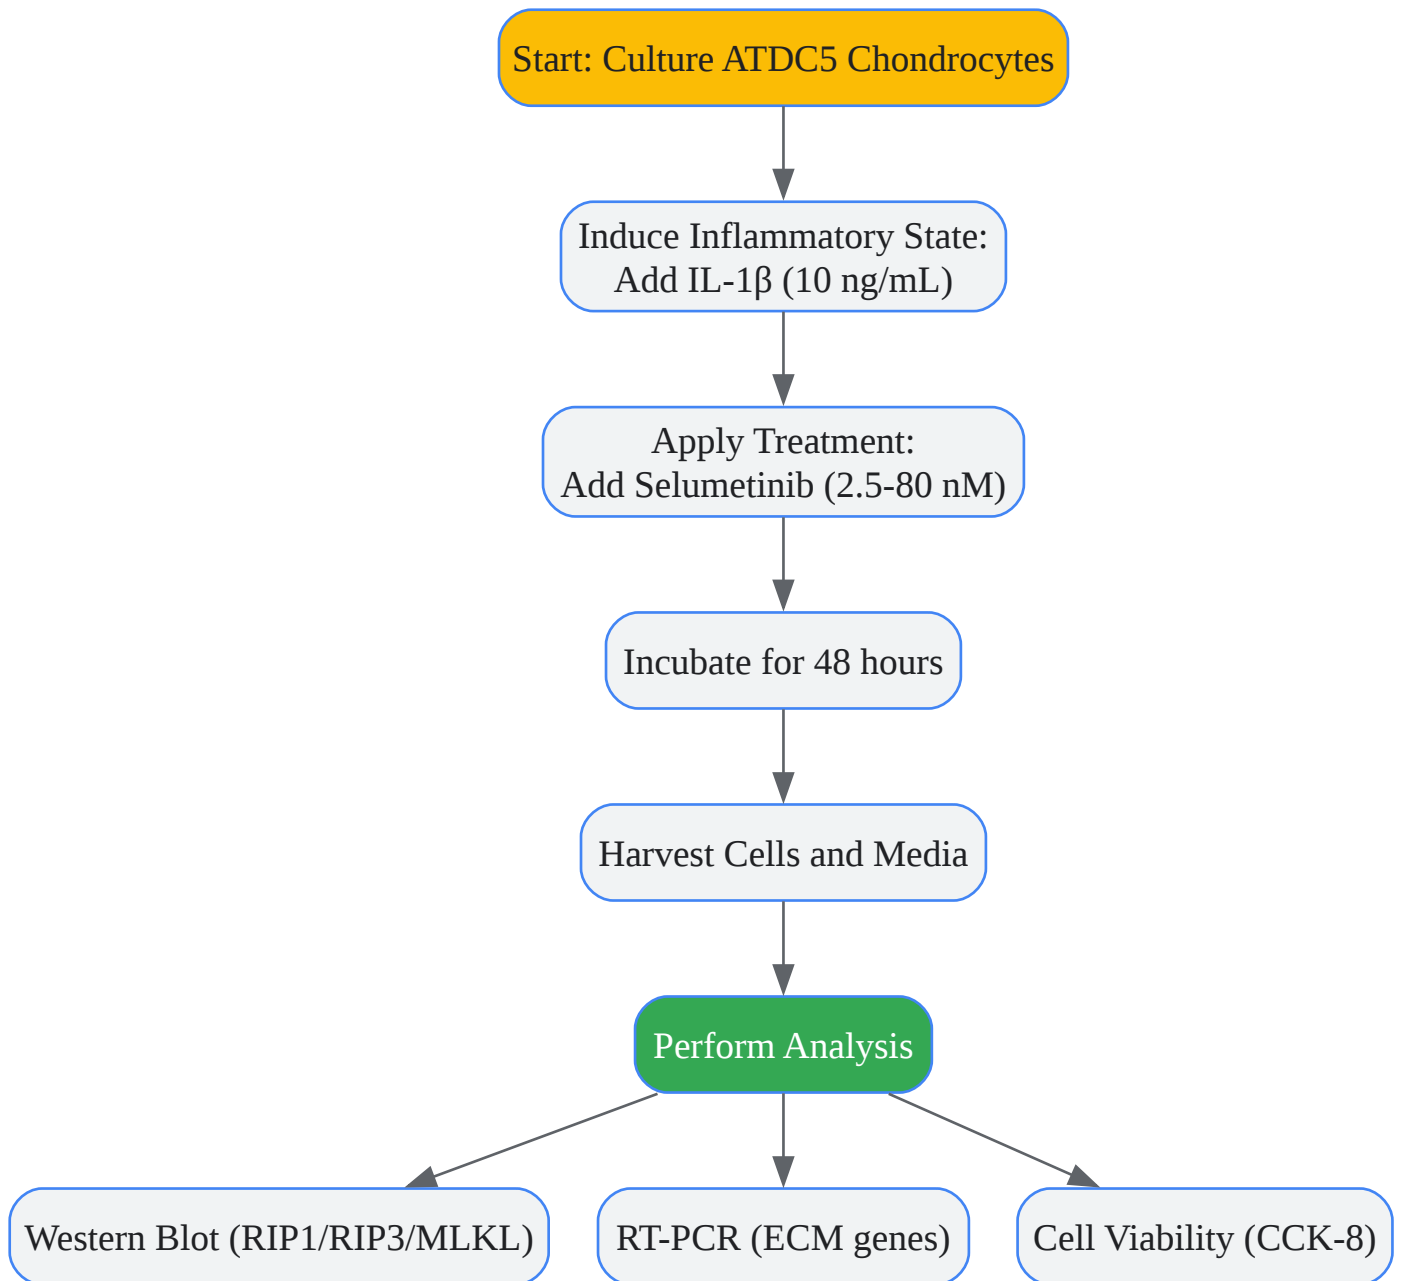 Start: Culture ATDC5 Chondrocytes
Induce Inflammatory State:
Add IL-1β (10 ng/mL)
Apply Treatment:
Add Selumetinib (2.5-80 nM)
Incubate for 48 hours
Harvest Cells and Media
Perform Analysis
Western Blot (RIP1/RIP3/MLKL)
RT-PCR (ECM genes)
Cell Viability (CCK-8)